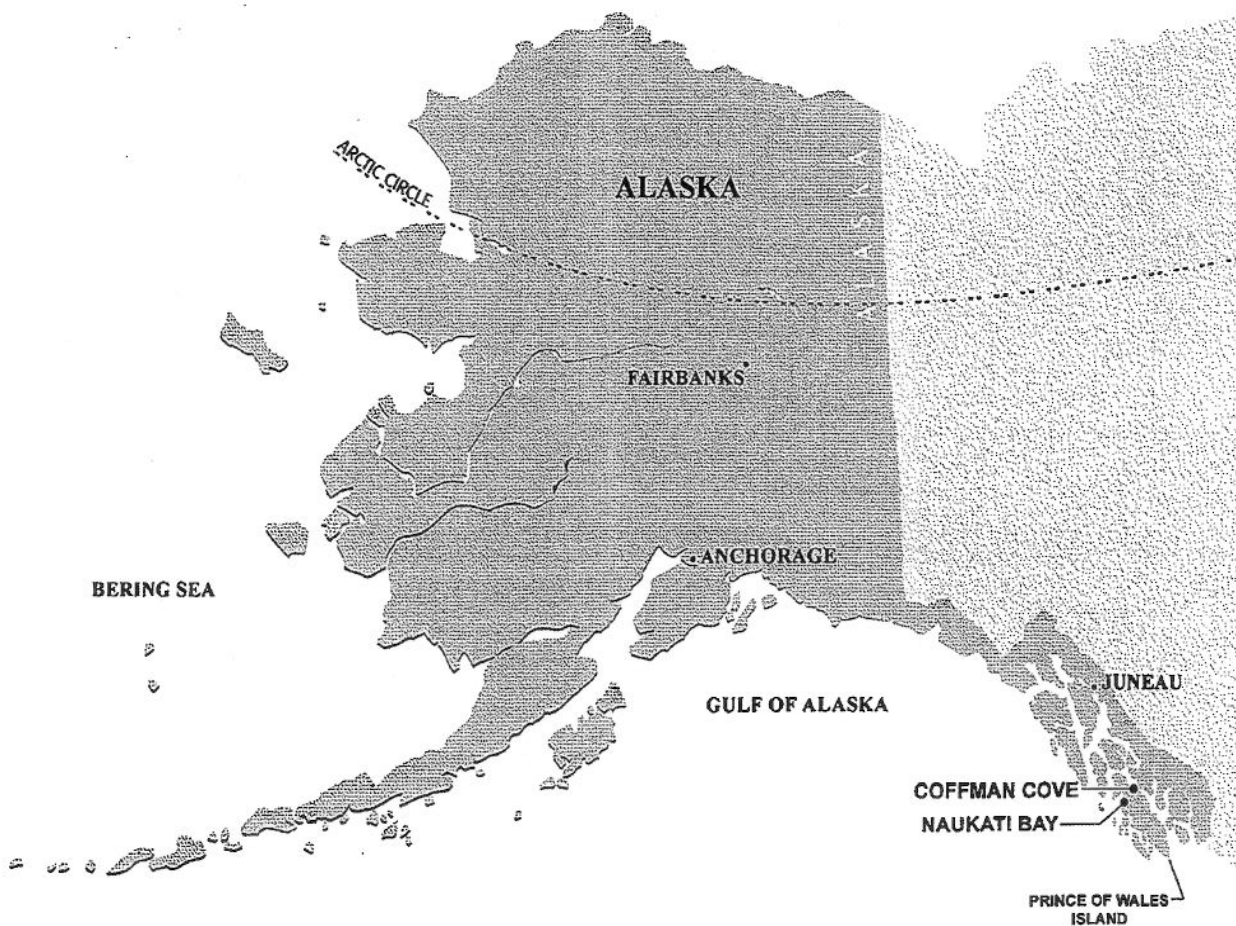 ARCTIC CIRCLE
ALASKA
ALASKA
FAIRBANKS
ANCHORAGE
BERING SEA
JUNEAU
GULF OF ALASKA
COFFMAN COVE
NAUKATI BAY
PRINCE OF WALES
ISLAND